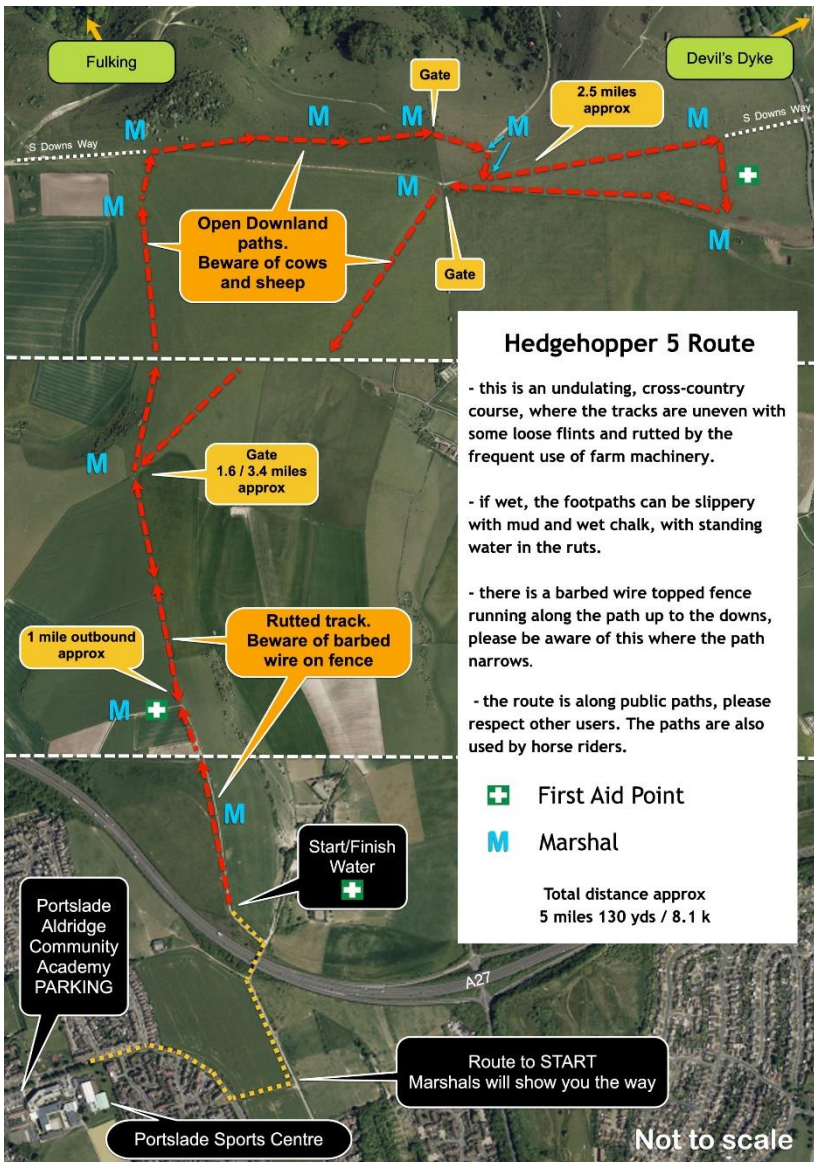 Fulking
Devil's Dyke
Gate
M
2.5 miles
approx
S Downs Way
M
M
M
M
M
S Downs Way
M
M
M
Open Downland
paths.
Beware of cows
and sheep
Gate
Hedgehopper 5 Route
- this is an undulating, cross-country
course, where the tracks are uneven with
some loose flints and rutted by the
frequent use of farm machinery.
- if wet, the footpaths can be slippery
with mud and wet chalk, with standing
water in the ruts.
- there is a barbed wire topped fence
running along the path up to the downs,
please be aware of this where the path
narrows.
- the route is along public paths, please
respect other users. The paths are also
used by horse riders.
First Aid Point
M Marshal
Total distance approx
5 miles 130 yds / 8.1 k
M
Gate
1.6 / 3.4 miles
approx
1 mile outbound
approx
Rutted track.
Beware of barbed
wire on fence
M
M
Start/Finish
Water
Portslade
Aldridge
Community
Academy
PARKING
A27
Route to START
Marshals will show you the way
Portslade Sports Centre
Not to scale